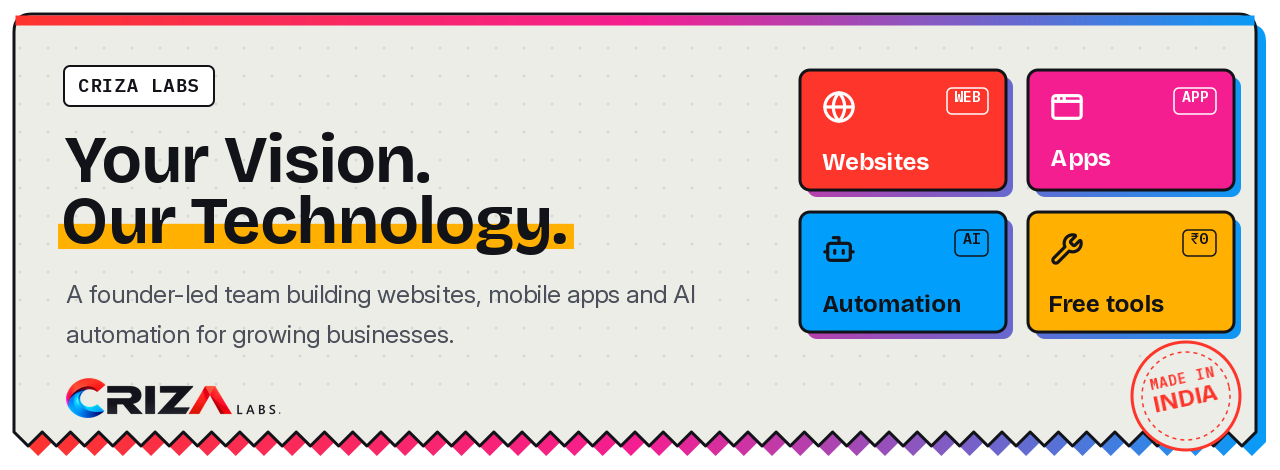 CRIZA LABS
Your Vision.
Our Technology.
A founder-led team building websites, mobile apps and AI
automation for growing businesses.
CRIZA LABS.
WEB
Websites
APP
Apps
AI
Automation
₹0
Free tools
MADE IN
INDIA